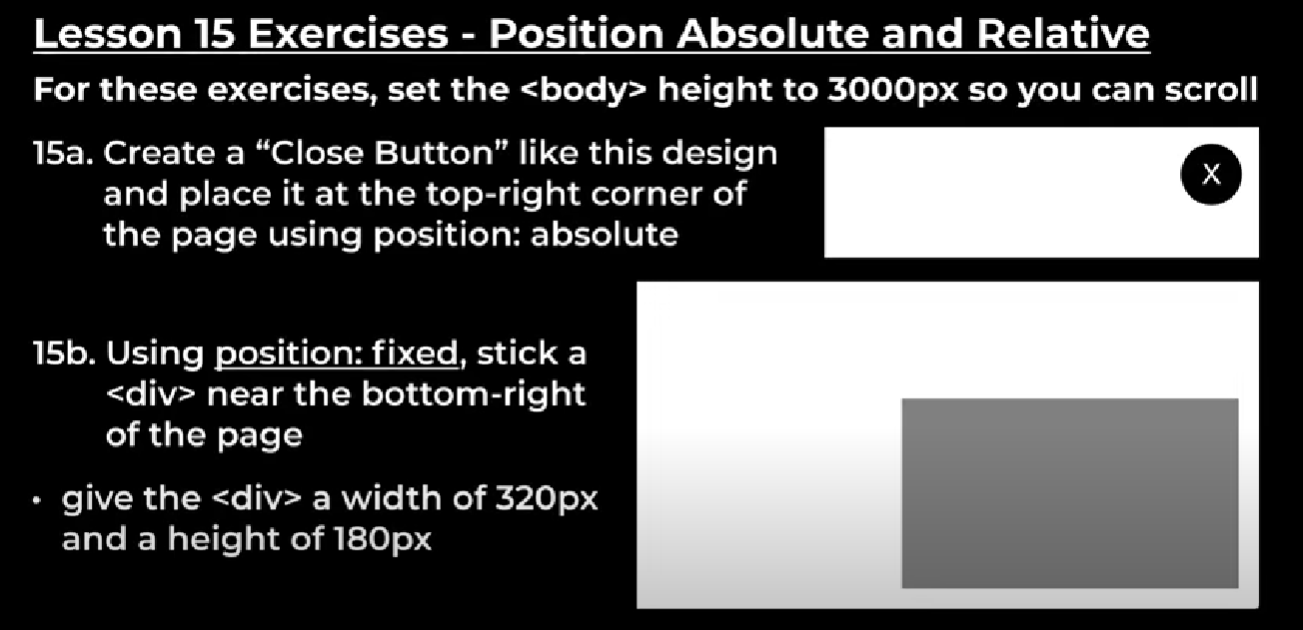 Lesson 15 Exercises - Position Absolute and Relative
For these exercises, set the <body> height to 3000px so you can scroll
15a. Create a “Close Button” like this design
and place it at the top-right corner of
the page using position: absolute
X
15b. Using position: fixed, stick a
<div> near the bottom-right
of the page
• give the <div> a width of 320px
and a height of 180px